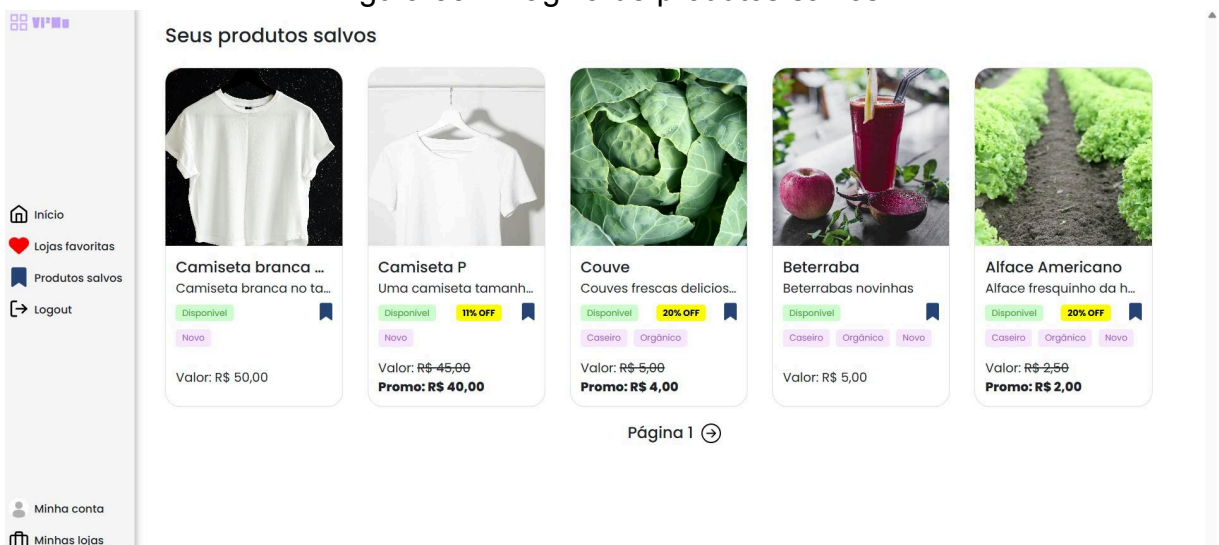 Seus produtos salvos
Início
Lojas favoritas
Produtos salvos
Logout
Minha conta
Minhas lojas
Camiseta branca ...
Camiseta branca no ta...
Disponível
Novo
Valor: R$ 50,00
Camiseta P
Uma camiseta tamanh...
Disponível 11% OFF
Novo
Valor: R$ 45,00
Promo: R$ 40,00
Couve
Couves frescas delicios...
Disponível 20% OFF
Caseiro Orgânico
Valor: R$ 5,00
Promo: R$ 4,00
Beterraba
Beterrabas novinhas
Disponível
Caseiro Orgânico Novo
Valor: R$ 5,00
Alface Americano
Alface fresquinho da h...
Disponível 20% OFF
Caseiro Orgânico Novo
Valor: R$ 2,50
Promo: R$ 2,00
Página 1